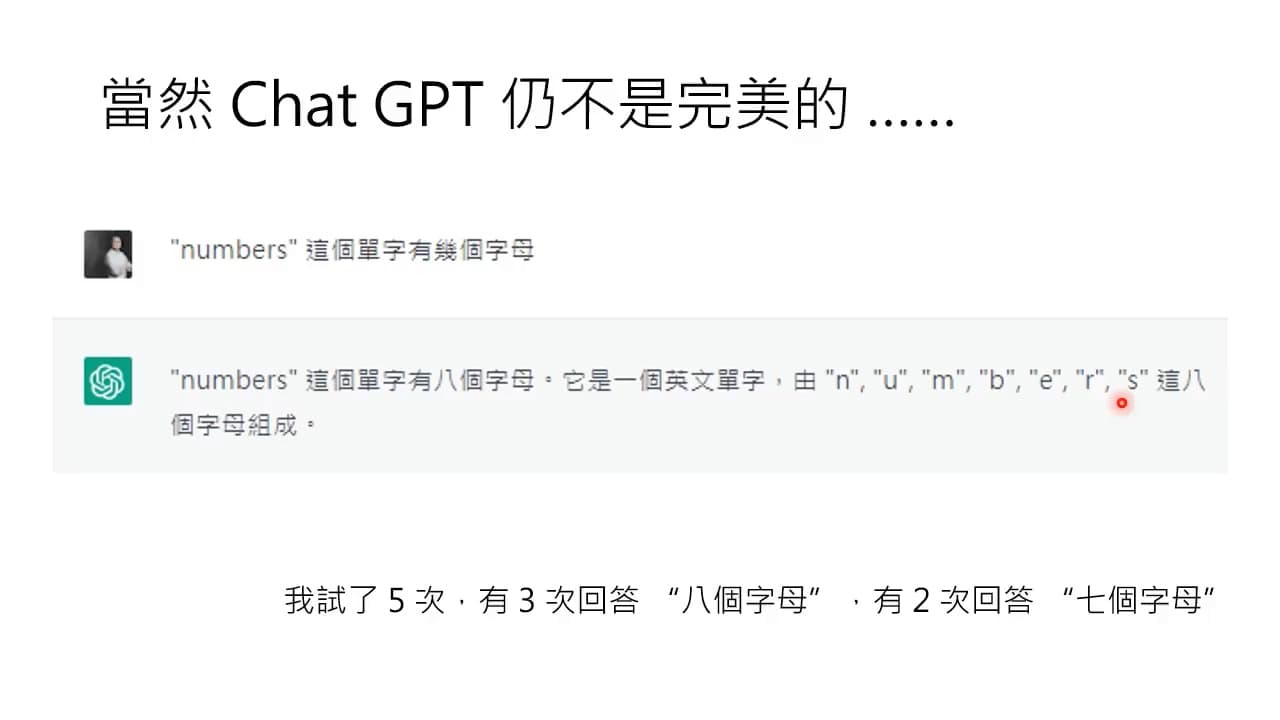 當然 Chat GPT 仍不是完美的 ......
"numbers" 這個單字有幾個字母
"numbers" 這個單字有八個字母。它是一個英文單字，由 "n", "u", "m", "b", "e", "r", "s" 這八
個字母組成。
我試了 5 次，有 3 次回答 “八個字母” ，有 2 次回答 “七個字母”